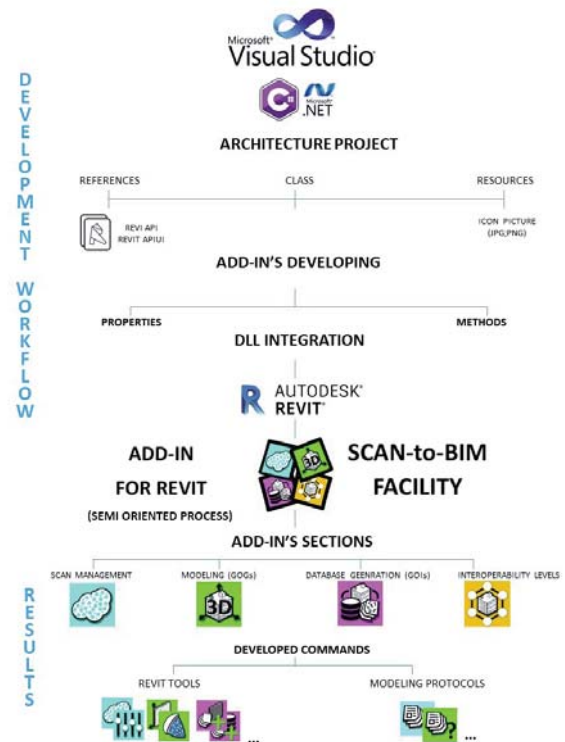 Microsoft®
Visual Studio®
C#
Microsoft®
.NET
ARCHITECTURE PROJECT
REFERENCES
CLASS
RESOURCES
REVI API
REVIT APIUI
ICON PICTURE
(JPG;PNG)
ADD-IN'S DEVELOPING
PROPERTIES
METHODS
DLL INTEGRATION
R AUTODESK®
REVIT®
ADD-IN
FOR REVIT
(SEMI ORIENTED PROCESS)
3D
SCAN-to-BIM
FACILITY
ADD-IN'S SECTIONS
SCAN MANAGEMENT
MODELING (GOGs)
DATABASE GEENRATION (GOIs)
INTEROPERABILITY LEVELS
3D
DEVELOPED COMMANDS
REVIT TOOLS
MODELING PROTOCOLS
...
?
...
DEVELOPMENT WORKFLOW
RESULTS